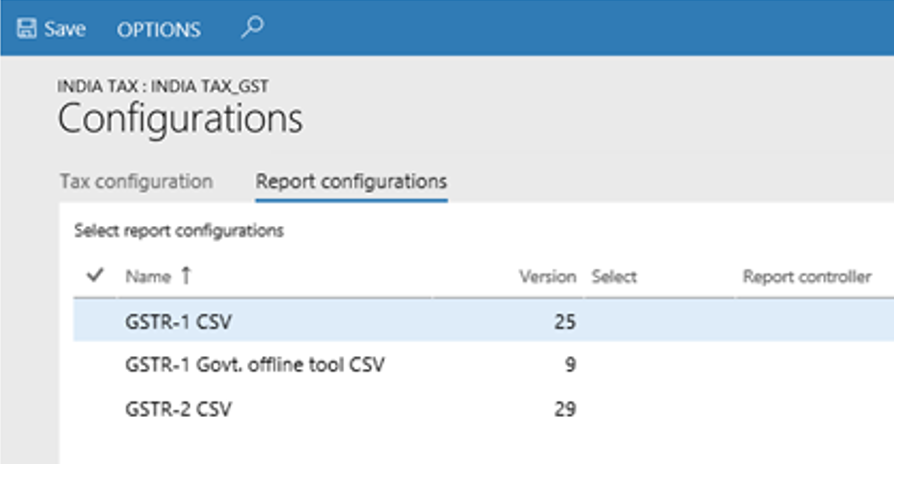 Save OPTIONS
INDIA TAX : INDIA TAX_GST
Configurations
Tax configuration Report configurations
Select report configurations
✓ Name ↑ Version Select Report controller
GSTR-1 CSV 25
GSTR-1 Govt. offline tool CSV 9
GSTR-2 CSV 29